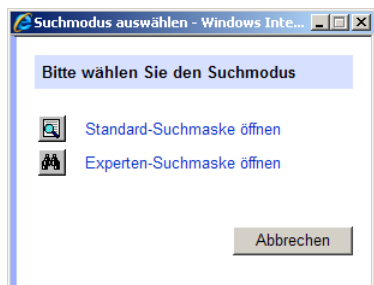 Suchmodus auswählen - Windows Inte...
Bitte wählen Sie den Suchmodus
Standard-Suchmaske öffnen
Experten-Suchmaske öffnen
Abbrechen